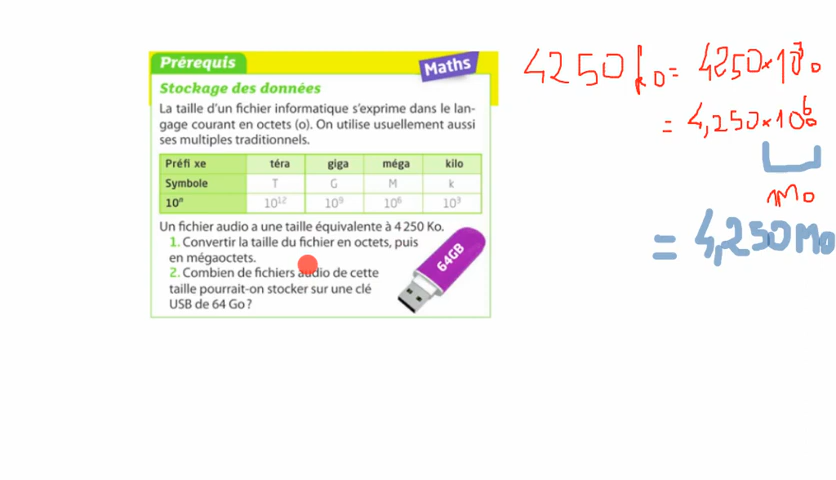 Prérequis
Maths
Stockage des données
La taille d'un fichier informatique s'exprime dans le lan-
gage courant en octets (o). On utilise usuellement aussi
ses multiples traditionnels.
Préfi xe téra giga méga kilo
Symbole T G M k
10ⁿ 10¹² 10⁹ 10⁶ 10³
Un fichier audio a une taille équivalente à 4 250 Ko.
1. Convertir la taille du fichier en octets, puis
en mégaoctets.
2. Combien de fichiers audio de cette
taille pourrait-on stocker sur une clé
USB de 64 Go ?
64GB
4250 ko = 4250 × 10³ o
= 4,250 × 10⁶ o
Mo
= 4,250 Mo